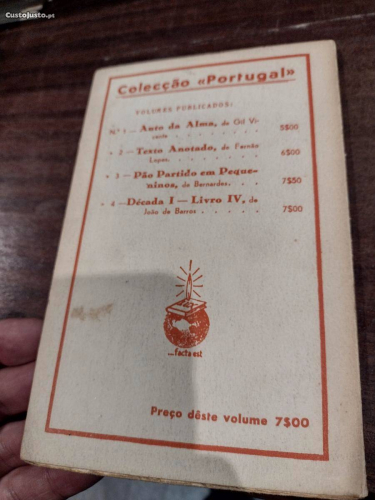 CustoJusto.pt
Colecção «Portugal»
VOLUMES PUBLICADOS:
N.º 1 — Auto da Alma, de Gil Vi-
cente . . . . . . . . 5$00
» 2 — Texto Anotado, de Fernão
Lopes. . . . . . . . . 6$00
» 3 — Pão Partido em Peque-
ninos, de Bernardes. . . 7$50
» 4 — Década I — Livro IV, de
João de Barros . . . . . 7$00
...facta est
Preço dêste volume 7$00